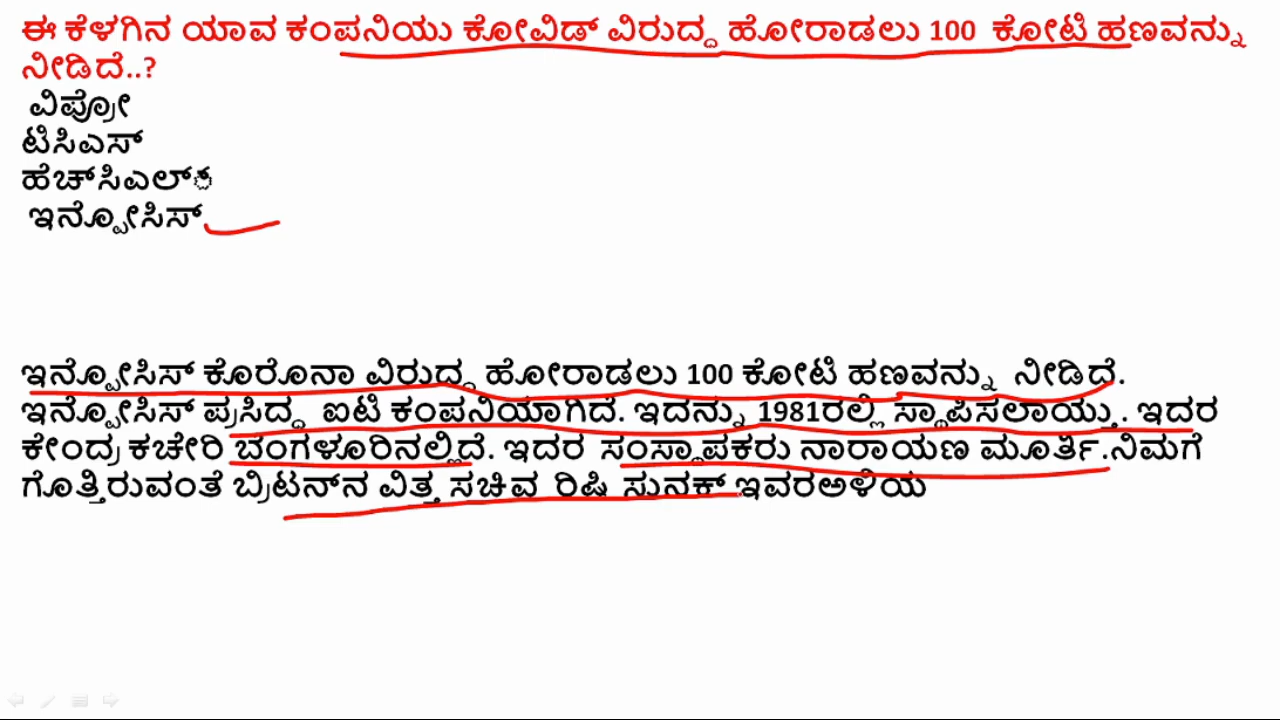 ಈ ಕೆಳಗಿನ ಯಾವ ಕಂಪನಿಯು ಕೋವಿಡ್ ವಿರುದ್ದ ಹೋರಾಡಲು 100 ಕೋಟಿ ಹಣವನ್ನು
ನೀಡಿದೆ..?
ವಿಪ್ರೋ
ಟಿಸಿಎಸ್
ಹೆಚ್‌ಸಿಎಲ್್
ಇನ್ಪೋಸಿಸ್
ಇನ್ಪೋಸಿಸ್ ಕೊರೊನಾ ವಿರುದ್ದ ಹೋರಾಡಲು 100 ಕೋಟಿ ಹಣವನ್ನು ನೀಡಿದೆ.
ಇನ್ಪೋಸಿಸ್ ಪ್ರಸಿದ್ದ ಐಟಿ ಕಂಪನಿಯಾಗಿದೆ. ಇದನ್ನು 1981ರಲ್ಲಿ ಸ್ಥಾಪಿಸಲಾಯ್ತು. ಇದರ
ಕೇಂದ್ರ ಕಚೇರಿ ಬೆಂಗಳೂರಿನಲ್ಲಿದೆ. ಇದರ ಸಂಸ್ಥಾಪಕರು ನಾರಾಯಣ ಮೂರ್ತಿ.ನಿಮಗೆ
ಗೊತ್ತಿರುವಂತೆ ಬ್ರಿಟನ್‌ನ ವಿತ್ತ ಸಚಿವ ರಿಷಿ ಸುನಕ್ ಇವರಅಳಿಯ